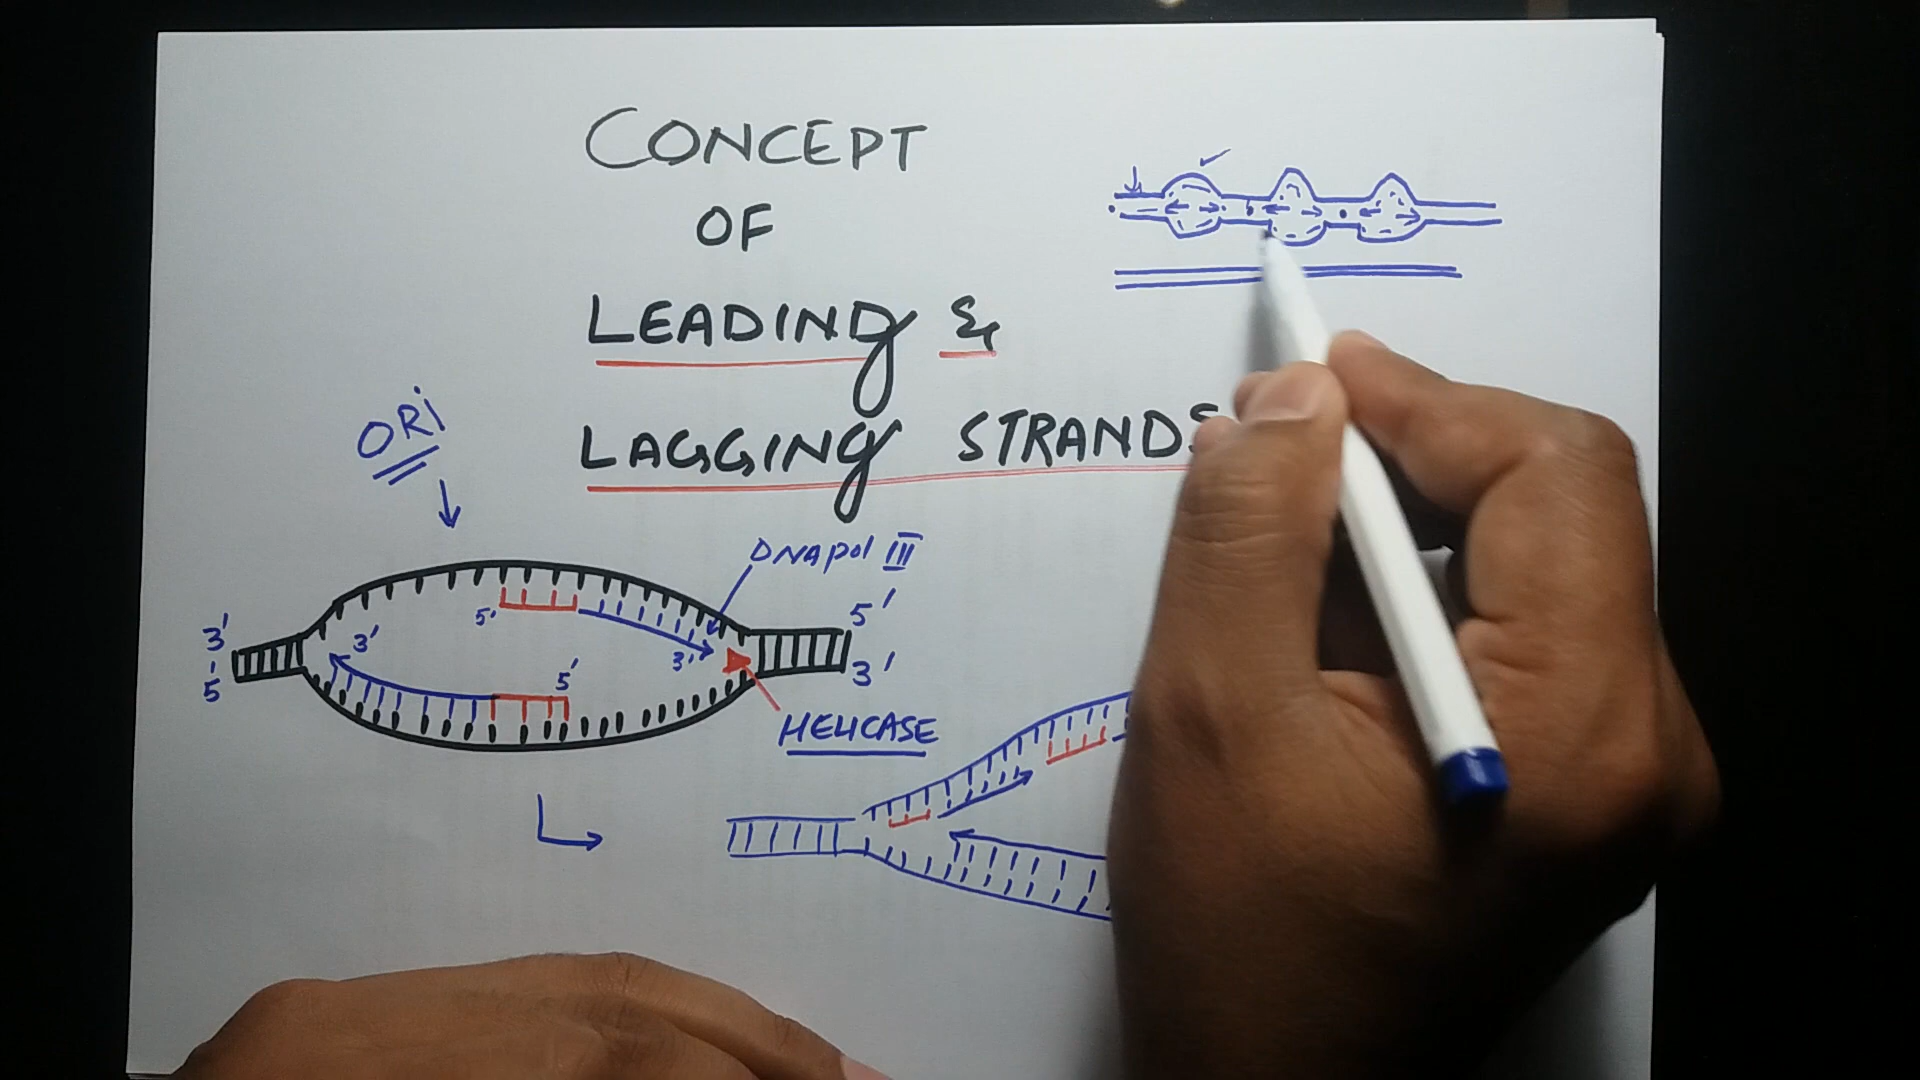 CONCEPT
OF
LEADING &
LAGGING STRANDS
ORi
DNA pol III
5'
3'
5'
3'
3'
3'
5'
5'
3'
HELICASE